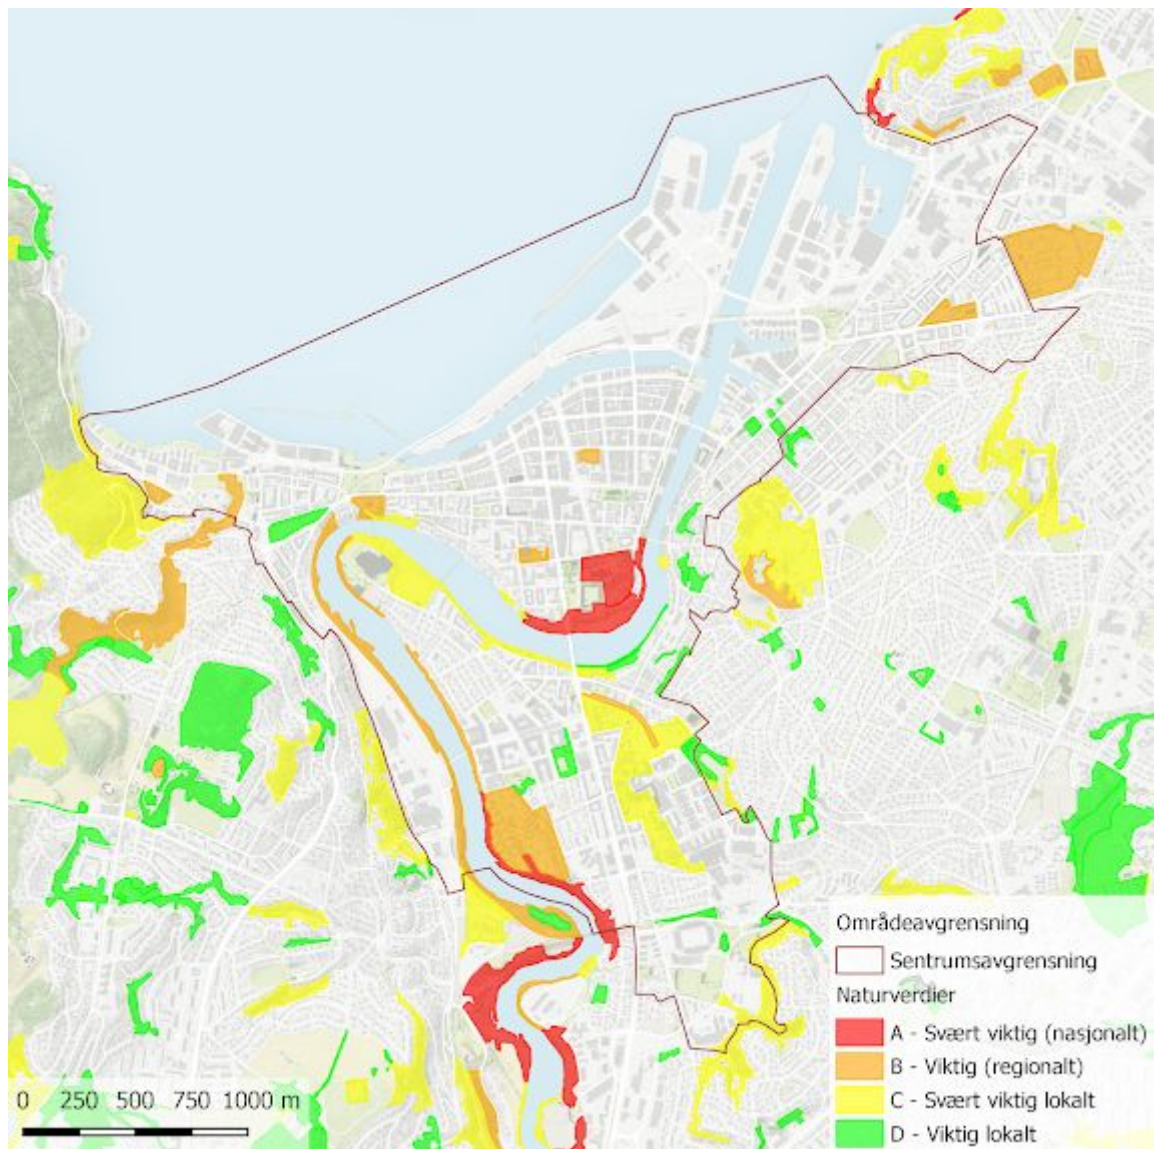 Områdeavgrensning
Sentrumsavgrensning
Naturverdier
A - Svært viktig (nasjonalt)
B - Viktig (regionalt)
C - Svært viktig lokalt
D - Viktig lokalt
0 250 500 750 1000 m